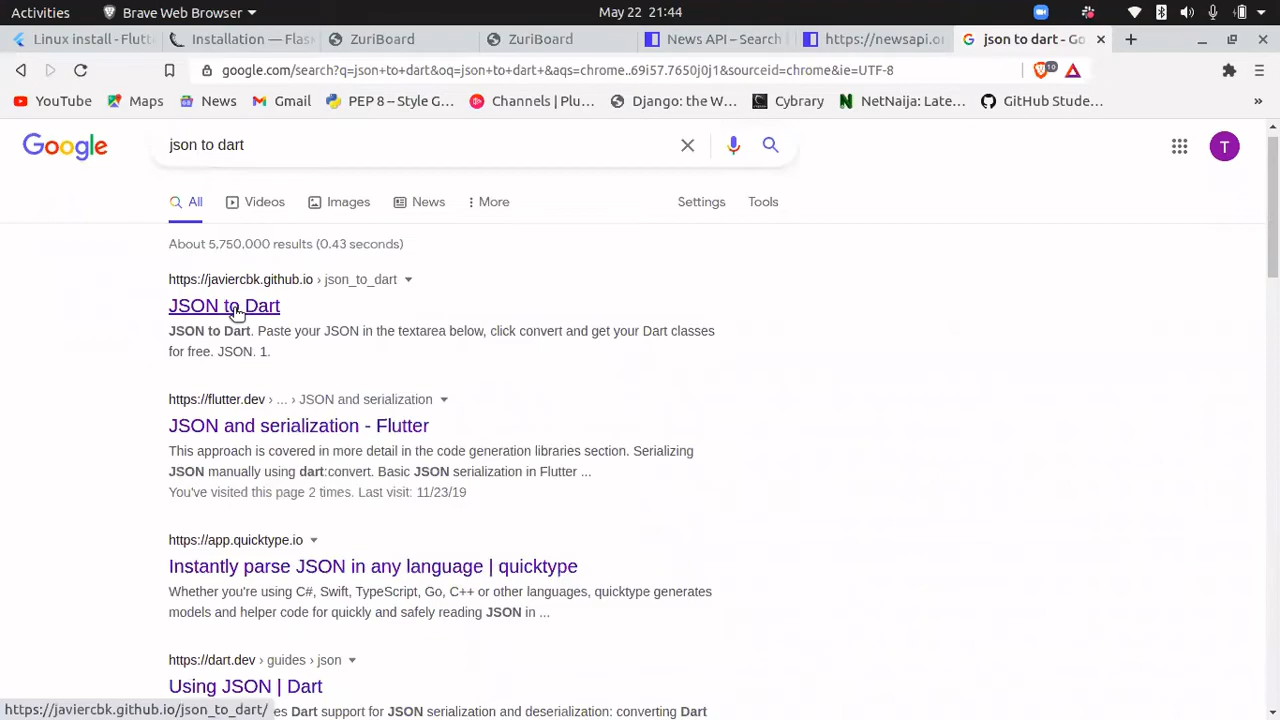 Activities
Brave Web Browser
May 22 21:44
Linux install - Flutt
Installation — Flas
ZuriBoard
ZuriBoard
News API – Search
https://newsapi.or
json to dart - Go
google.com/search?q=json+to+dart&oq=json+to+dart+&aqs=chrome..69i57.7650j0j1&sourceid=chrome&ie=UTF-8
10
YouTube
Maps
News
Gmail
PEP 8 – Style G...
Channels | Plu...
Django: the W...
Cybrary
NetNaija: Late...
GitHub Stude...
»
Google
json to dart
T
All
Videos
Images
News
More
Settings
Tools
About 5,750,000 results (0.43 seconds)
https://javiercbk.github.io › json_to_dart
JSON to Dart
JSON to Dart. Paste your JSON in the textarea below, click convert and get your Dart classes
for free. JSON. 1.
https://flutter.dev › ... › JSON and serialization
JSON and serialization - Flutter
This approach is covered in more detail in the code generation libraries section. Serializing
JSON manually using dart:convert. Basic JSON serialization in Flutter ...
You've visited this page 2 times. Last visit: 11/23/19
https://app.quicktype.io
Instantly parse JSON in any language | quicktype
Whether you're using C#, Swift, TypeScript, Go, C++ or other languages, quicktype generates
models and helper code for quickly and safely reading JSON in ...
https://dart.dev › guides › json
Using JSON | Dart
es Dart support for JSON serialization and deserialization: converting Dart
https://javiercbk.github.io/json_to_dart/